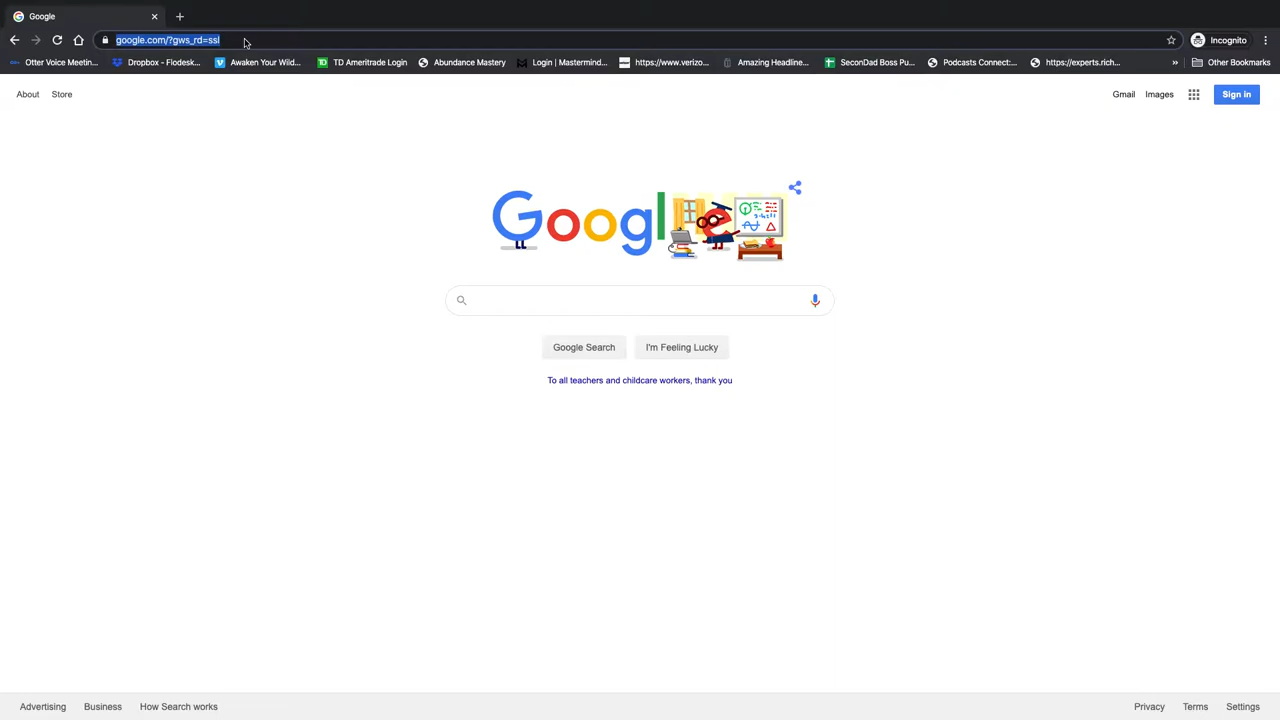 Google
google.com/?gws_rd=ssl
Incognito
Otter Voice Meetin... Dropbox - Flodesk... Awaken Your Wild... TD Ameritrade Login Abundance Mastery Login | Mastermind... https://www.verizo... Amazing Headline... SeconDad Boss Pu... Podcasts Connect:... https://experts.rich... » Other Bookmarks
About Store Gmail Images Sign in
Google
Google Search I'm Feeling Lucky
To all teachers and childcare workers, thank you
Advertising Business How Search works Privacy Terms Settings